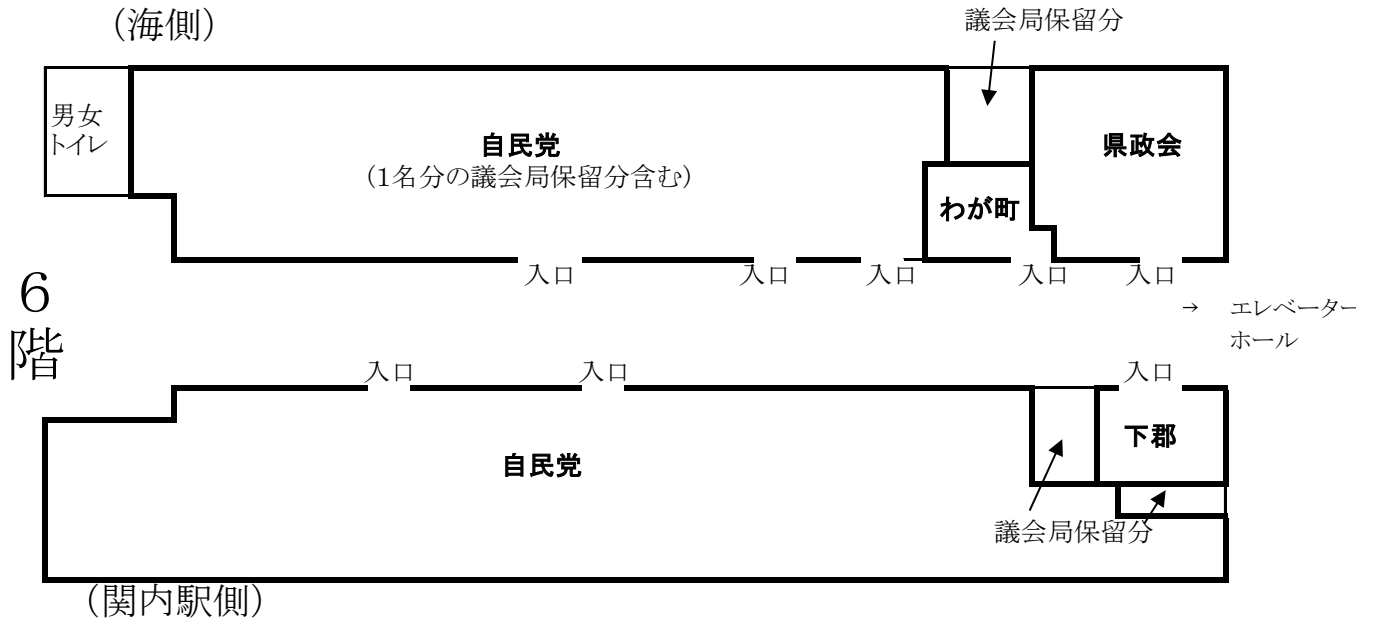 （海側）
議会局保留分
男女
トイレ
自民党
（1名分の議会局保留分含む）
県政会
わが町
入口
入口
入口
入口
入口
6
階
→ エレベーター
ホール
入口
入口
入口
自民党
下郡
議会局保留分
（関内駅側）